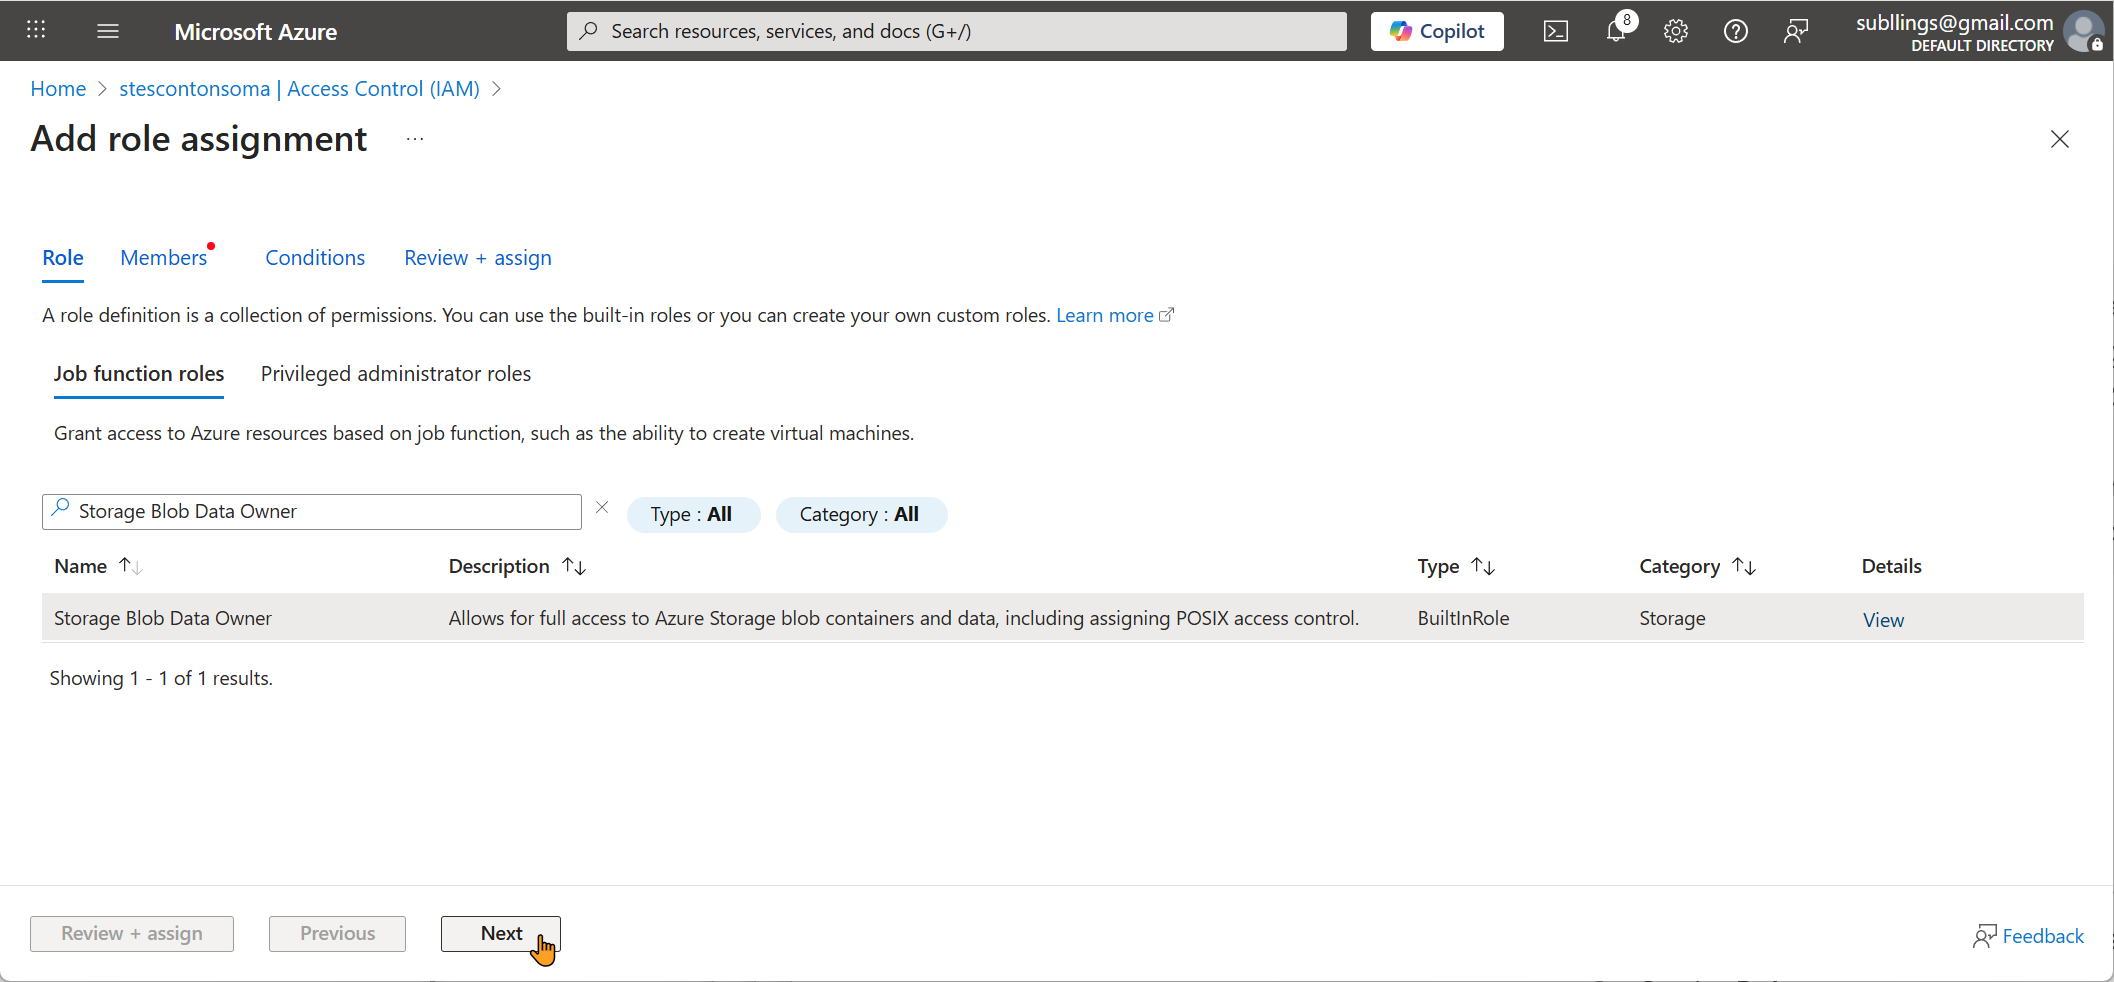 Microsoft Azure
Search resources, services, and docs (G+/)
Copilot
8
subllings@gmail.com
DEFAULT DIRECTORY
Home > stescontonsoma | Access Control (IAM) >
Add role assignment ...
Role Members Conditions Review + assign
A role definition is a collection of permissions. You can use the built-in roles or you can create your own custom roles. Learn more
Job function roles Privileged administrator roles
Grant access to Azure resources based on job function, such as the ability to create virtual machines.
Storage Blob Data Owner Type : All Category : All
Name Description Type Category Details
Storage Blob Data Owner Allows for full access to Azure Storage blob containers and data, including assigning POSIX access control. BuiltInRole Storage View
Showing 1 - 1 of 1 results.
Review + assign Previous Next Feedback